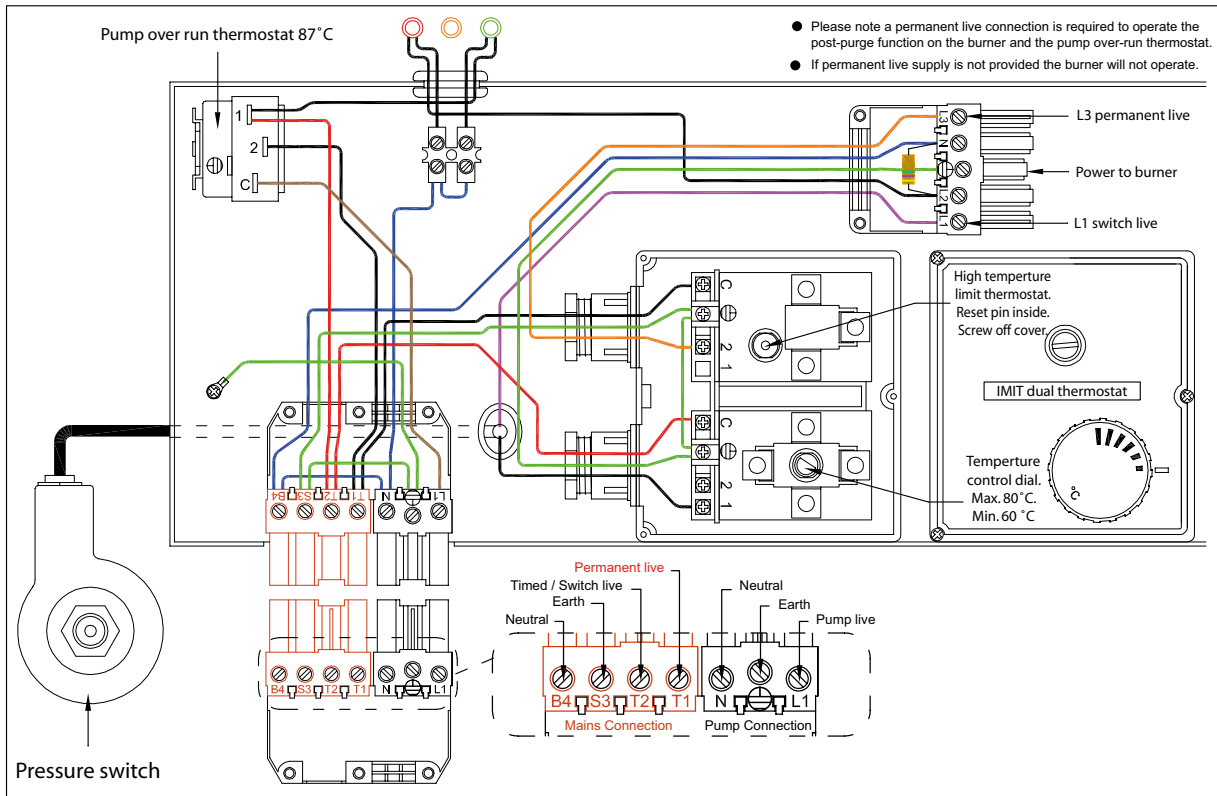 Pump over run thermostat 87˚C
● Please note a permanent live connection is required to operate the
post-purge function on the burner and the pump over-run thermostat.
● If permanent live supply is not provided the burner will not operate.
1
2
C
L3
N
L2
L1
L3 permanent live
Power to burner
L1 switch live
C
2
1
C
2
1
High temperture
limit thermostat.
Reset pin inside.
Screw off cover.
IMIT dual thermostat
Temperture
control dial.
Max. 80˚C.
Min. 60 ˚C
˚C
B4 S3 T2 T1 N L1
B4 S3 T2 T1 N L1
Permanent live
Timed / Switch live
Earth
Neutral
Neutral
Earth
Pump live
B4 S3 T2 T1 N L1
Mains Connection
Pump Connection
Pressure switch